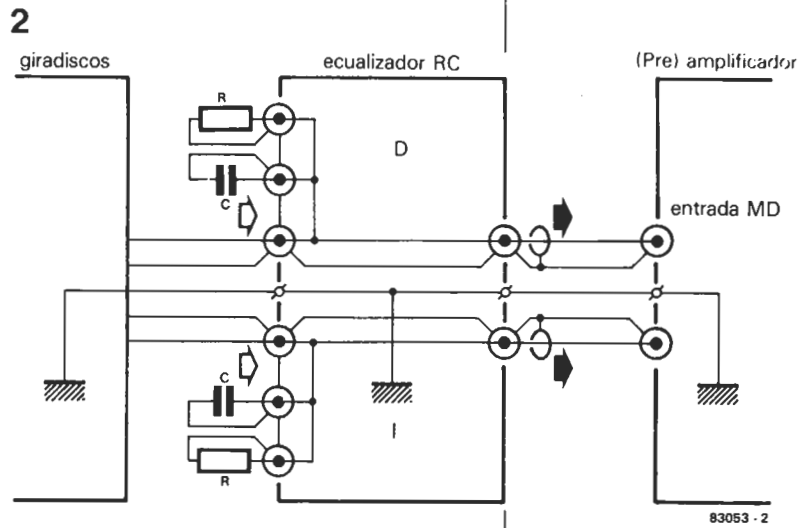 2
giradiscos
ecualizador RC
(Pre) amplificador
R
D
C
entrada MD
C
I
R
83053 - 2